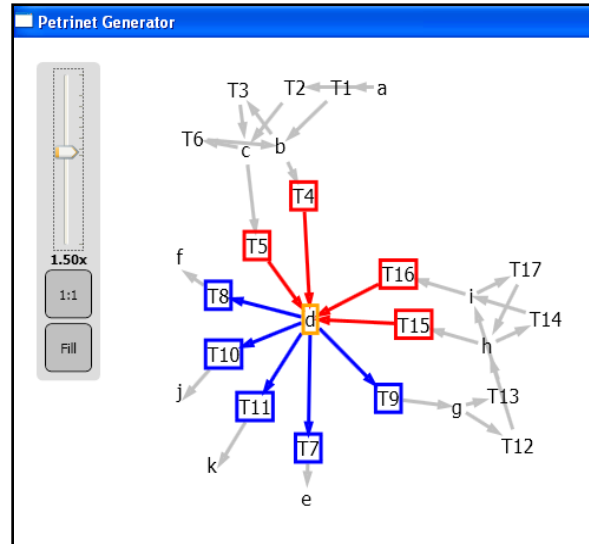 Petrinet Generator
T3 T2 T1 a
T6 c b
T4
T5
f
T16 T17
T8 i
d T15 T14
T10 h
j T11 T9 g T13
T7 T12
k
e
1.50x
1:1
Fill